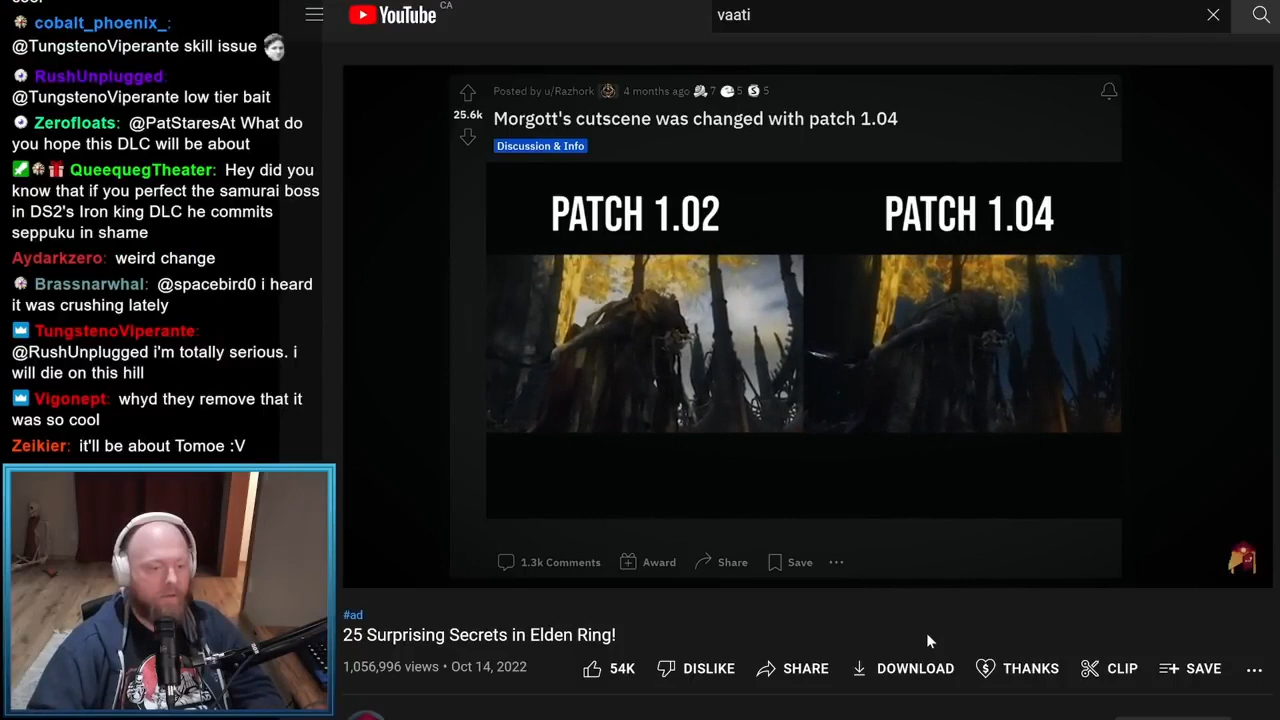 cobalt_phoenix_:
@TungstenoViperante skill issue
RushUnplugged:
@TungstenoViperante low tier bait
Zerofloats: @PatStaresAt What do
you hope this DLC will be about
QueequegTheater: Hey did you
know that if you perfect the samurai boss
in DS2's Iron king DLC he commits
seppuku in shame
Aydarkzero: weird change
Brassnarwhal: @spacebird0 i heard
it was crushing lately
TungstenoVIperante:
@RushUnplugged i'm totally serious. i
will die on this hill
Vigonept: whyd they remove that it
was so cool
Zeikier: it'll be about Tomoe :V
YouTube CA
vaati
Posted by u/Razhork 4 months ago 7 5 5
25.6k
Morgott's cutscene was changed with patch 1.04
Discussion & Info
PATCH 1.02 PATCH 1.04
1.3k Comments Award Share Save
#ad
25 Surprising Secrets in Elden Ring!
1,056,996 views • Oct 14, 2022
54K DISLIKE SHARE DOWNLOAD THANKS CLIP SAVE